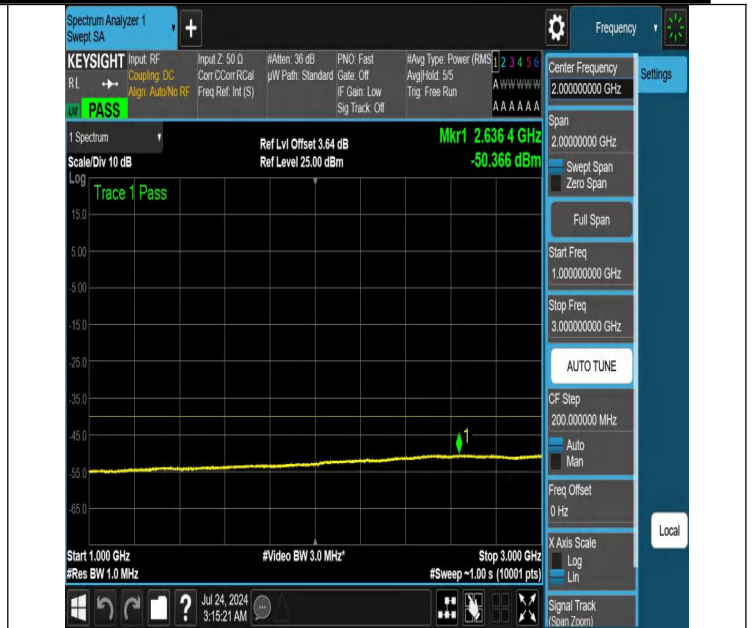 Spectrum Analyzer 1
Swept SA
+
Frequency
Settings
KEYSIGHT
RL
PASS
Input: RF
Coupling: DC
Align: Auto/No RF
Input Z: 50 Ω
Corr CCorr RCal
Freq Ref: Int (S)
#Atten: 36 dB
µW Path: Standard
PNO: Fast
Gate: Off
IF Gain: Low
Sig Track: Off
#Avg Type: Power (RMS
Avg|Hold: 5/5
Trig: Free Run
1 2 3 4 5 6
A W W W W W
A A A A A A
1 Spectrum
Scale/Div 10 dB
Ref Lvl Offset 3.64 dB
Ref Level 25.00 dBm
Mkr1 2.636 4 GHz
-50.366 dBm
Log
Trace 1 Pass
15.0
5.00
-5.00
-15.0
-25.0
-35.0
-45.0
-55.0
-65.0
1
Start 1.000 GHz
#Res BW 1.0 MHz
#Video BW 3.0 MHz*
Stop 3.000 GHz
#Sweep ~1.00 s (10001 pts)
Center Frequency
2.000000000 GHz
Span
2.00000000 GHz
Swept Span
Zero Span
Full Span
Start Freq
1.000000000 GHz
Stop Freq
3.000000000 GHz
AUTO TUNE
CF Step
200.000000 MHz
Auto
Man
Freq Offset
0 Hz
X Axis Scale
Log
Lin
Signal Track
(Span Zoom)
Local
?
Jul 24, 2024
3:15:21 AM